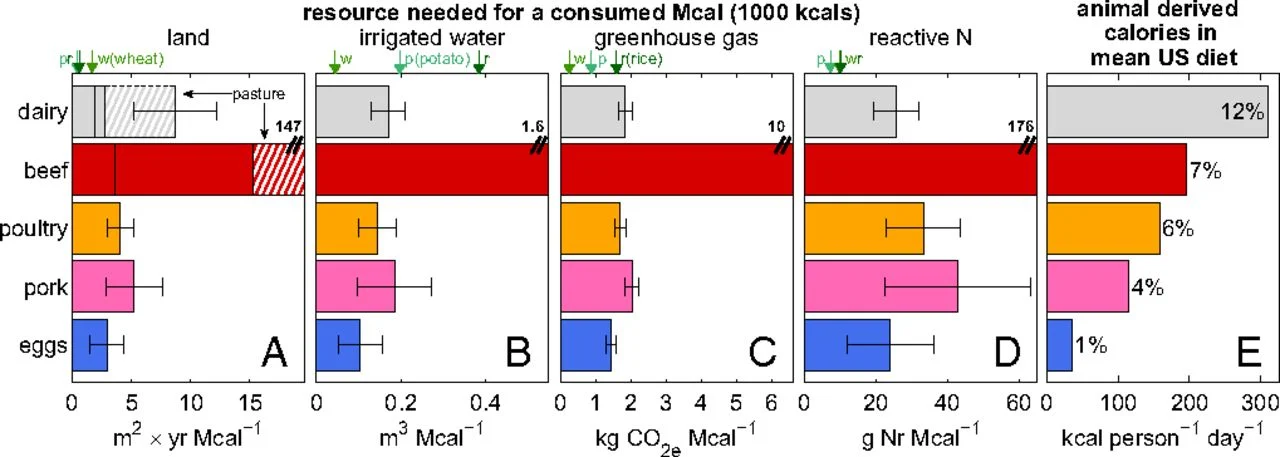 resource needed for a consumed Mcal (1000 kcals)
animal derived
calories in
mean US diet
land
irrigated water
greenhouse gas
reactive N
pr
w(wheat)
w
p(potato)
r
w
p
r(rice)
p
wr
dairy
beef
poultry
pork
eggs
pasture
147
1.6
10
176
12%
7%
6%
4%
1%
A
B
C
D
E
0 5 10 15
0 0.2 0.4
0 1 2 3 4 5 6
0 20 40 60
0 100 200 300
m² × yr Mcal⁻¹
m³ Mcal⁻¹
kg CO₂ₑ Mcal⁻¹
g Nr Mcal⁻¹
kcal person⁻¹ day⁻¹